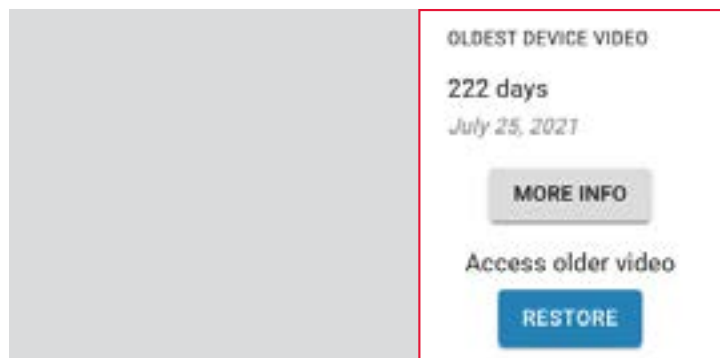 OLDEST DEVICE VIDEO
222 days
July 25, 2021
MORE INFO
Access older video
RESTORE